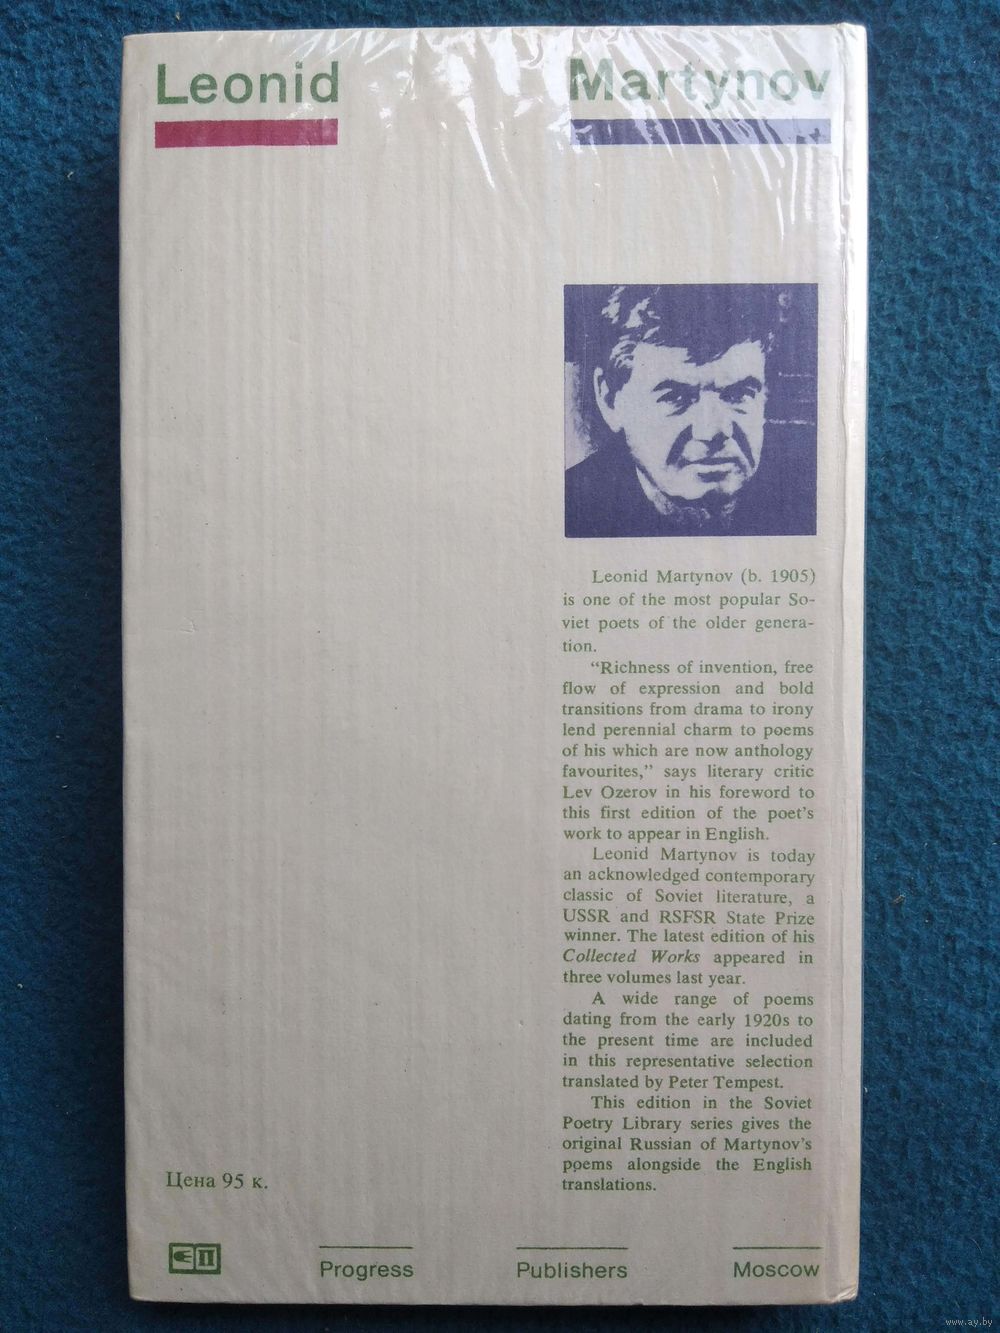 Leonid Martynov
Leonid Martynov (b. 1905)
is one of the most popular So-
viet poets of the older genera-
tion.
“Richness of invention, free
flow of expression and bold
transitions from drama to irony
lend perennial charm to poems
of his which are now anthology
favourites,” says literary critic
Lev Ozerov in his foreword to
this first edition of the poet's
work to appear in English.
Leonid Martynov is today
an acknowledged contemporary
classic of Soviet literature, a
USSR and RSFSR State Prize
winner. The latest edition of his
Collected Works appeared in
three volumes last year.
A wide range of poems
dating from the early 1920s to
the present time are included
in this representative selection
translated by Peter Tempest.
This edition in the Soviet
Poetry Library series gives the
original Russian of Martynov's
poems alongside the English
translations.
Цена 95 к.
Progress Publishers Moscow
www.ay.by